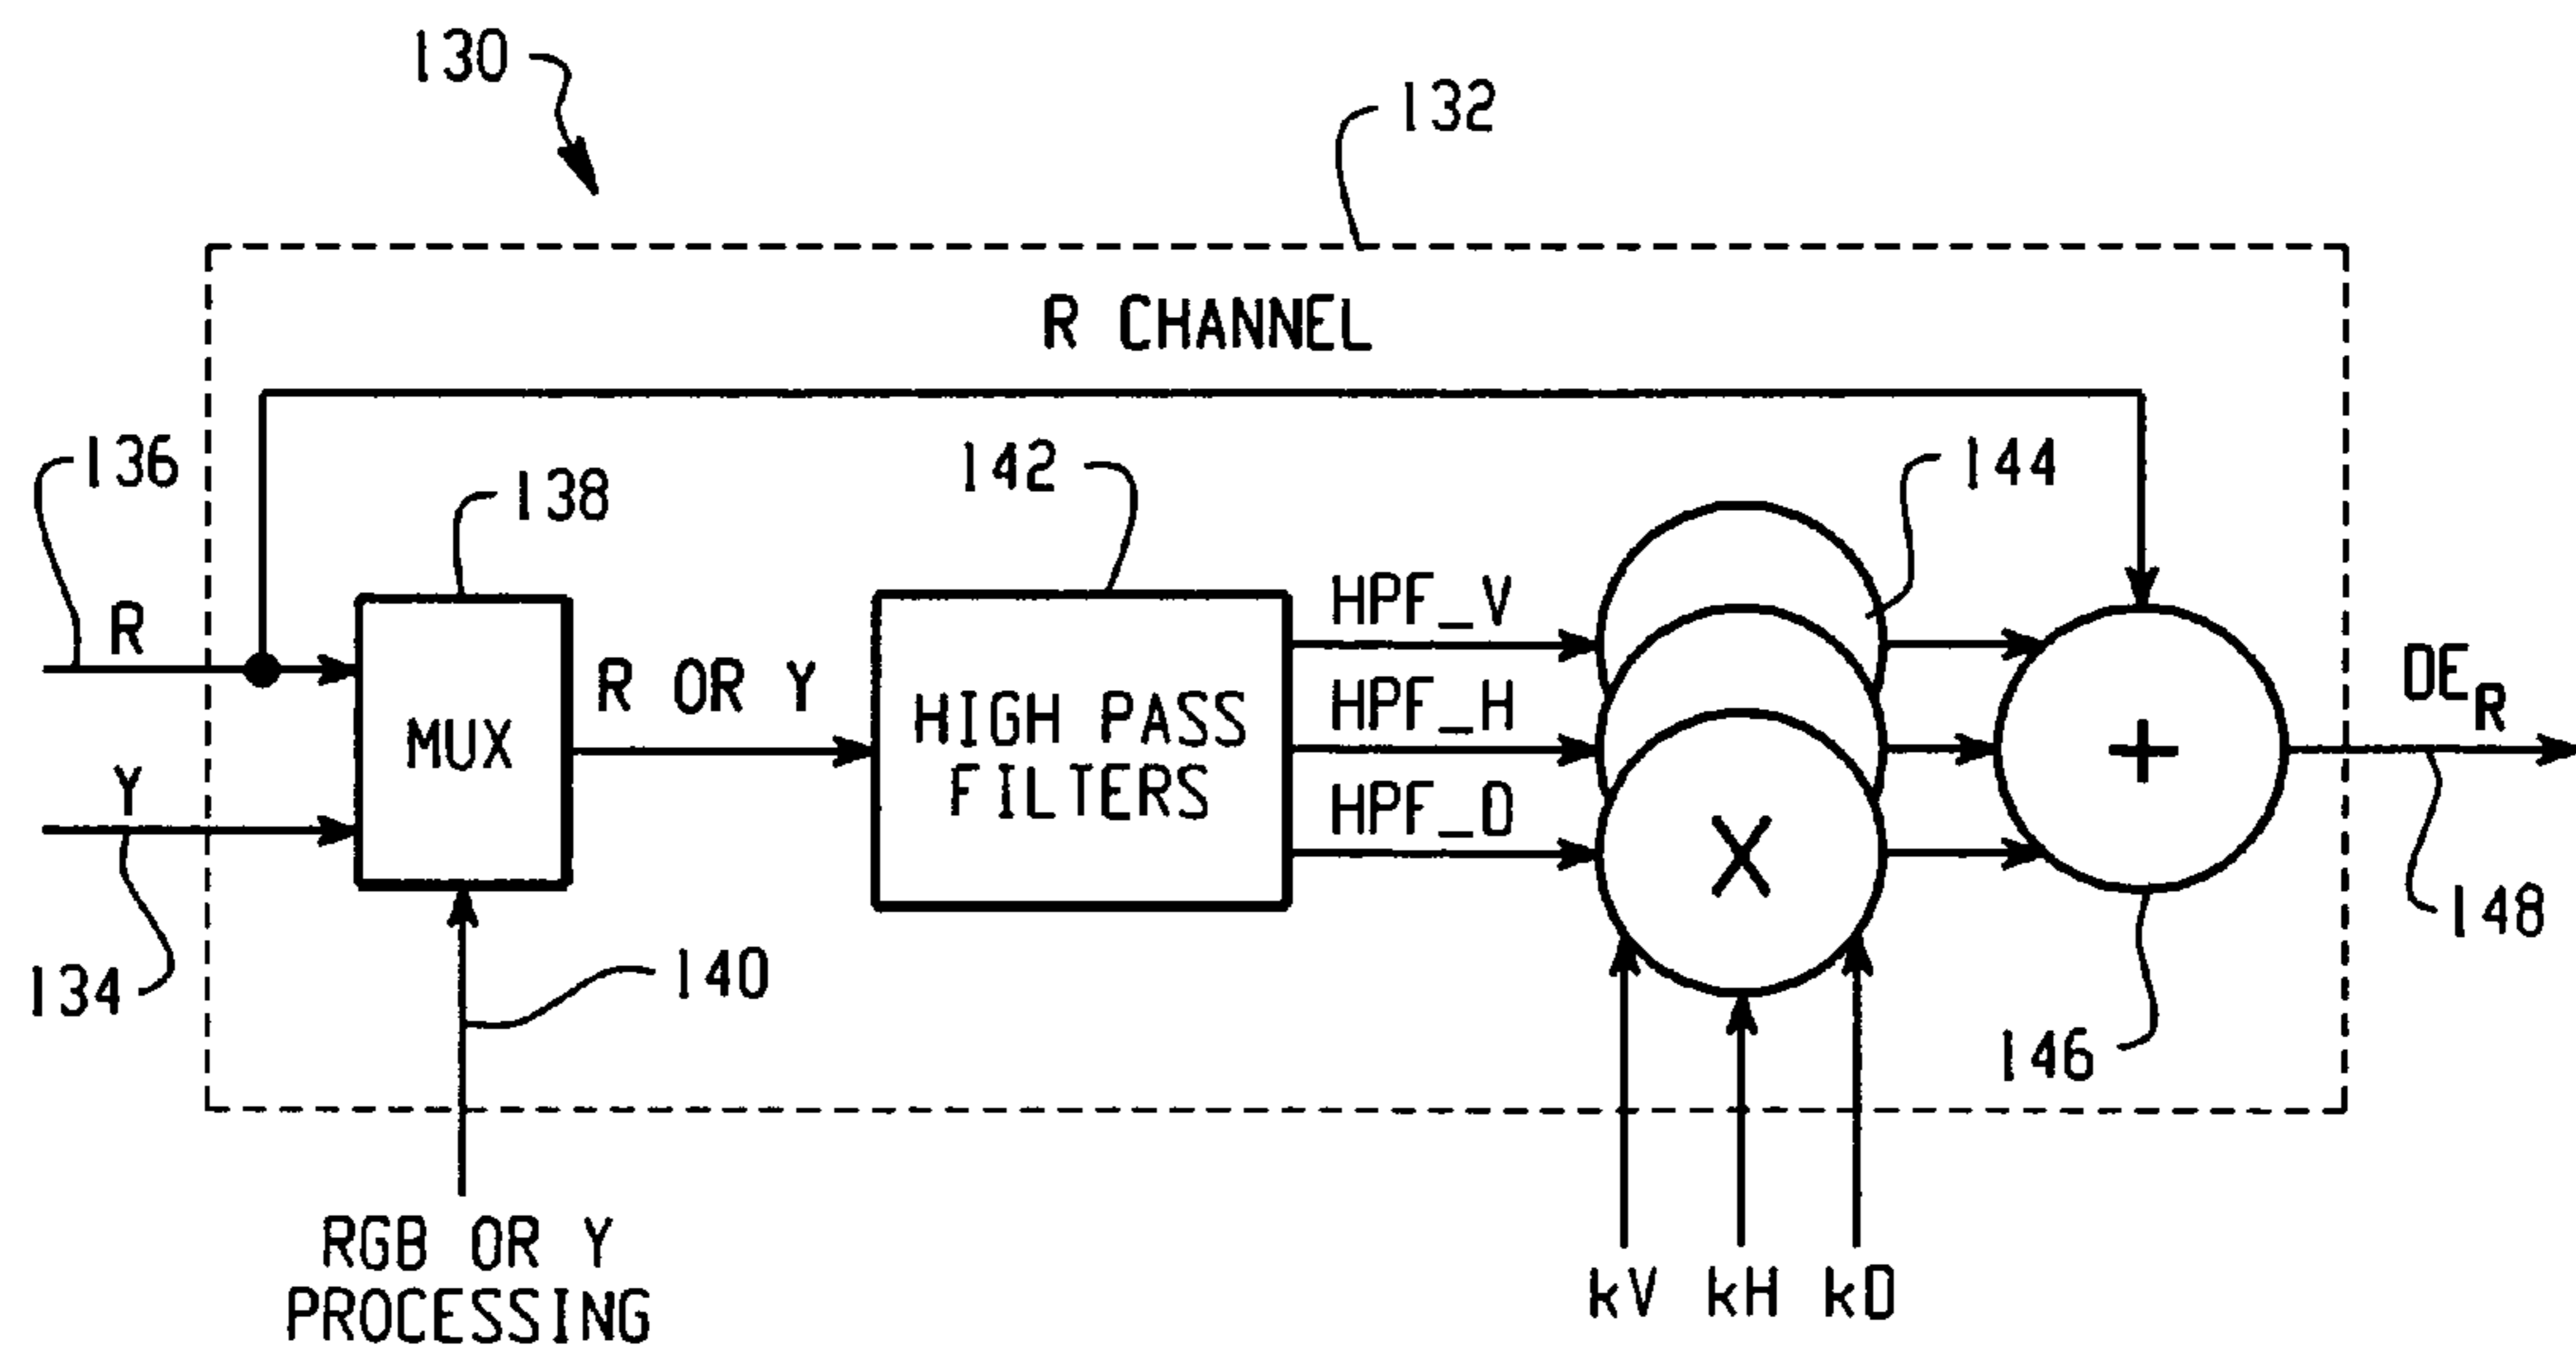 130
132
R CHANNEL
136
138
142
144
R
MUX
R OR Y
HIGH PASS
FILTERS
HPF_V
HPF_H
HPF_D
X
+
DE_R
148
Y
134
140
146
RGB OR Y
PROCESSING
kV kH kD